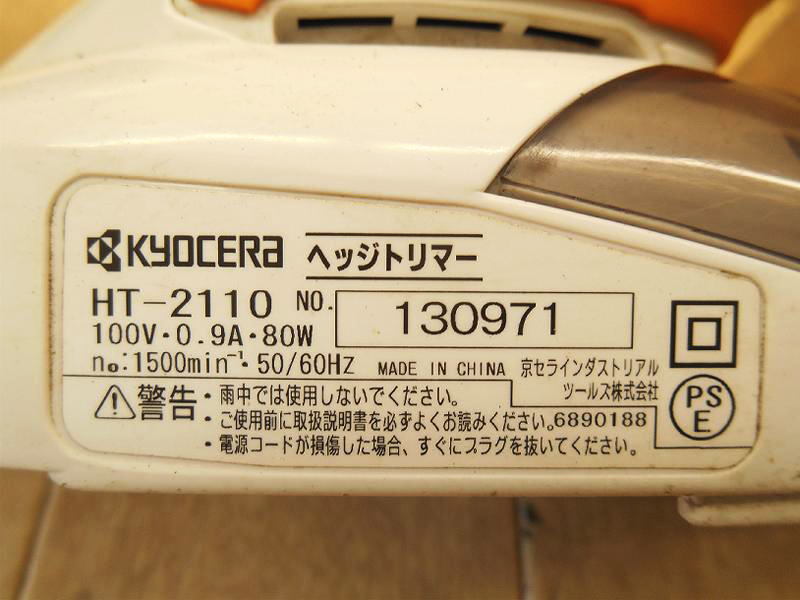 KYOCERA ヘッジトリマー
HT-2110 NO. 130971
100V・0.9A・80W
n₀:1500min⁻¹・50/60HZ MADE IN CHINA 京セラインダストリアル
ツールズ株式会社
警告・雨中では使用しないでください。
・ご使用前に取扱説明書を必ずよくお読みください。6890188
・電源コードが損傷した場合、すぐにプラグを抜いてください。
PS
E